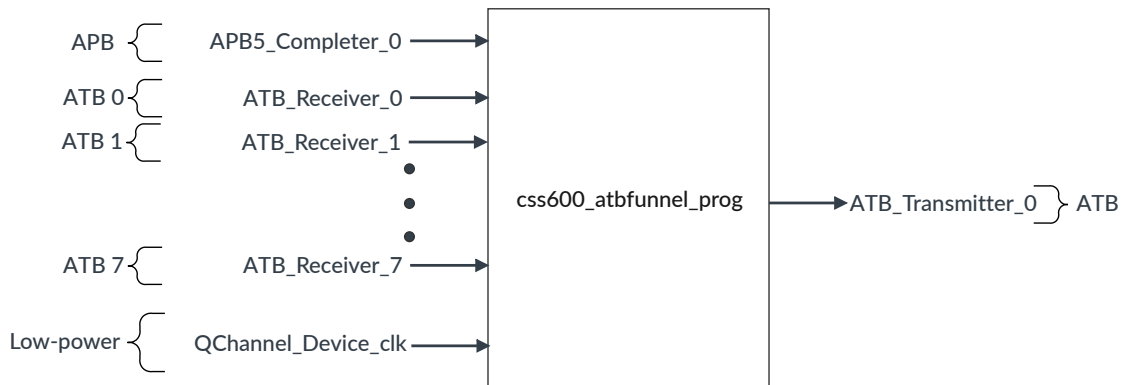 APB APB5_Completer_0
ATB 0 ATB_Receiver_0
ATB 1 ATB_Receiver_1
css600_atbfunnel_prog
ATB_Transmitter_0 ATB
ATB 7 ATB_Receiver_7
Low-power QChannel_Device_clk